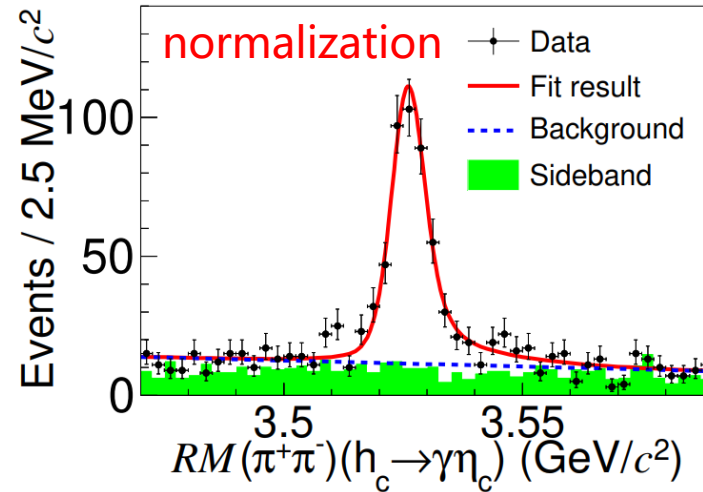 normalization
Data
Fit result
Background
Sideband
Events / 2.5 MeV/c²
100
50
0
3.5
3.55
RM(π⁺π⁻)(h_c→γη_c) (GeV/c²)